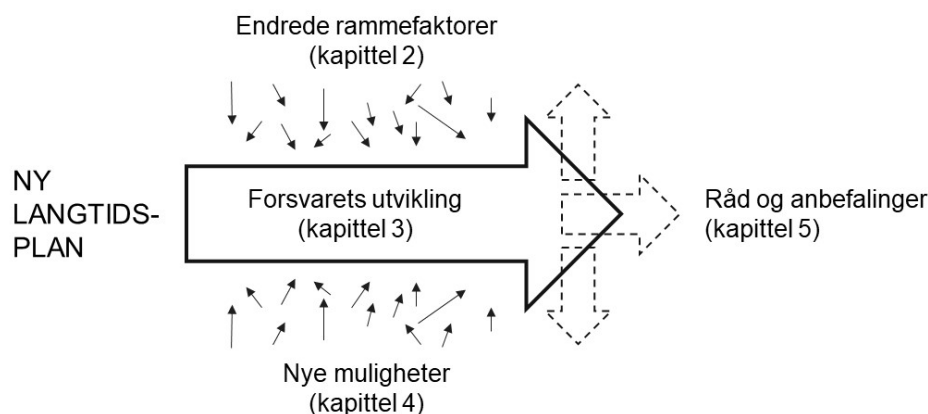 Endrede rammefaktorer
(kapittel 2)
NY
LANGTIDS-
PLAN
Forsvarets utvikling
(kapittel 3)
Råd og anbefalinger
(kapittel 5)
Nye muligheter
(kapittel 4)